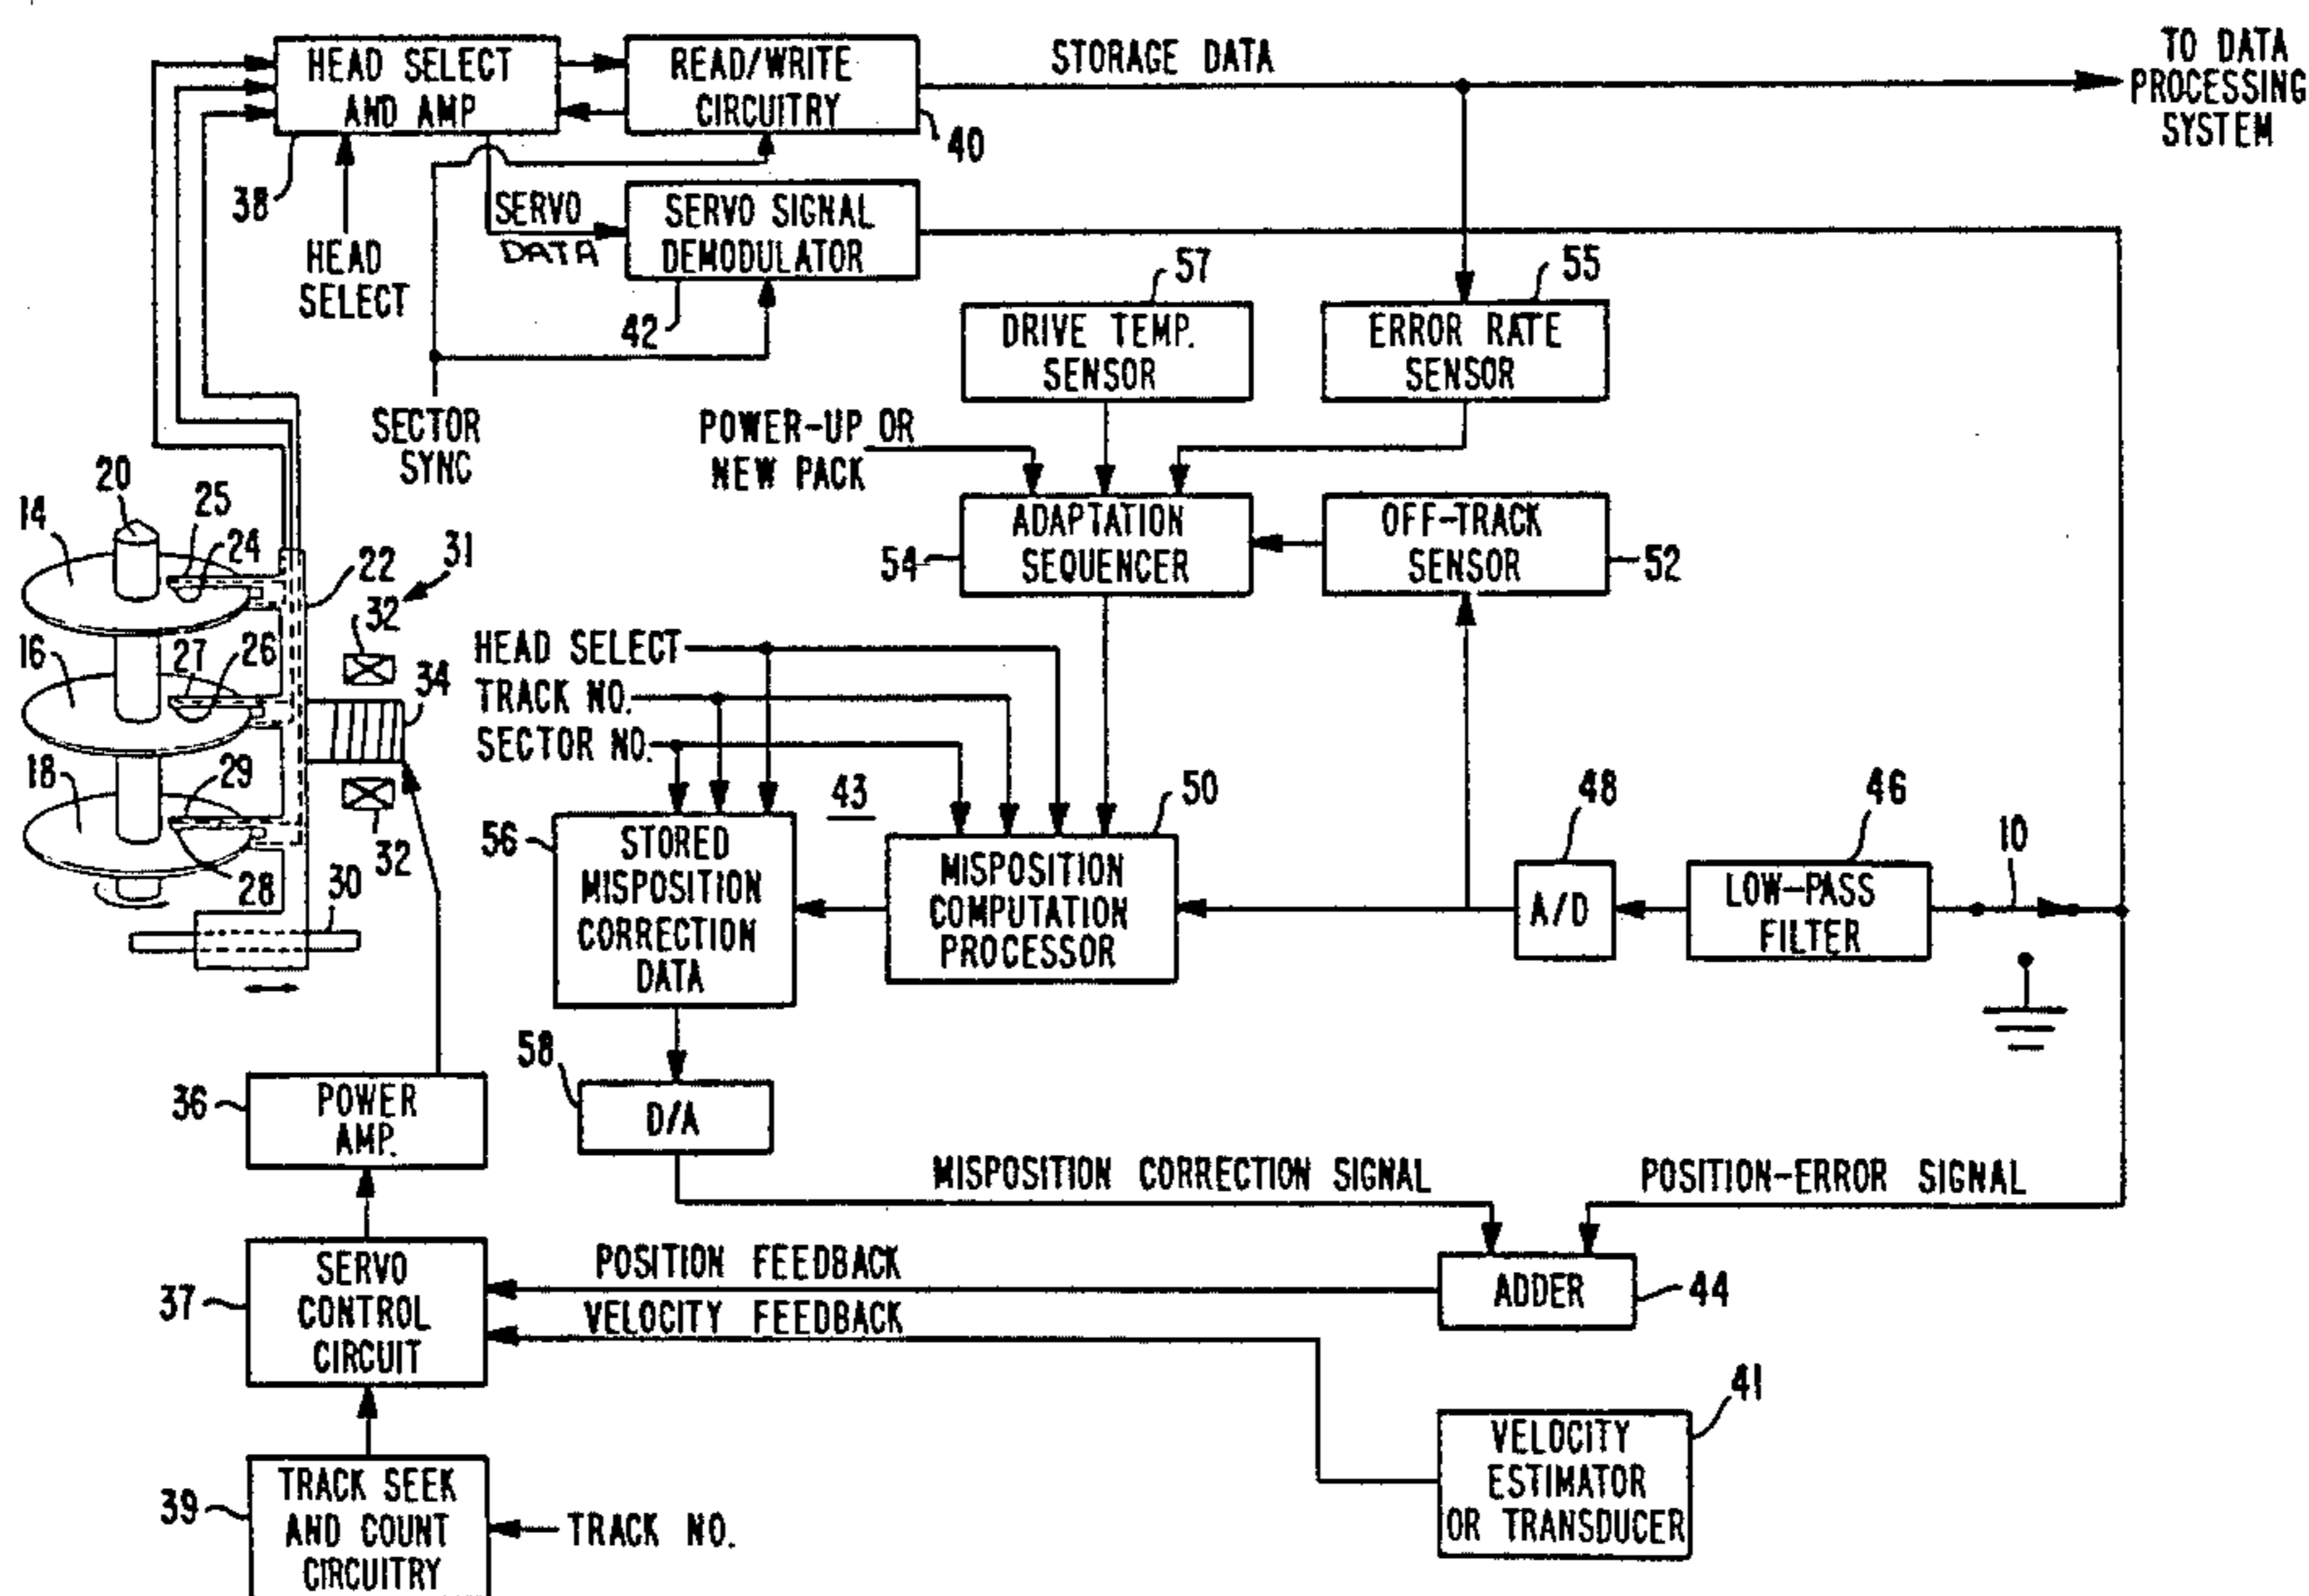 HEAD SELECT
AND AMP
READ/WRITE
CIRCUITRY
STORAGE DATA
TO DATA
PROCESSING
SYSTEM
40
38
HEAD
SELECT
SERVO
DATA
SERVO SIGNAL
DEMODULATOR
42
SECTOR
SYNC
57
DRIVE TEMP.
SENSOR
55
ERROR RATE
SENSOR
POWER-UP OR
NEW PACK
54
ADAPTATION
SEQUENCER
OFF-TRACK
SENSOR
52
20
14
25
24
22
31
32
16
27
26
34
18
29
28
32
30
HEAD SELECT
TRACK NO.
SECTOR NO.
43
50
48
46
10
56
STORED
MISPOSITION
CORRECTION
DATA
MISPOSITION
COMPUTATION
PROCESSOR
A/D
LOW-PASS
FILTER
58
D/A
36
POWER
AMP.
MISPOSITION CORRECTION SIGNAL
POSITION-ERROR SIGNAL
37
SERVO
CONTROL
CIRCUIT
POSITION FEEDBACK
VELOCITY FEEDBACK
ADDER
44
41
VELOCITY
ESTIMATOR
OR TRANSDUCER
39
TRACK SEEK
AND COUNT
CIRCUITRY
TRACK NO.